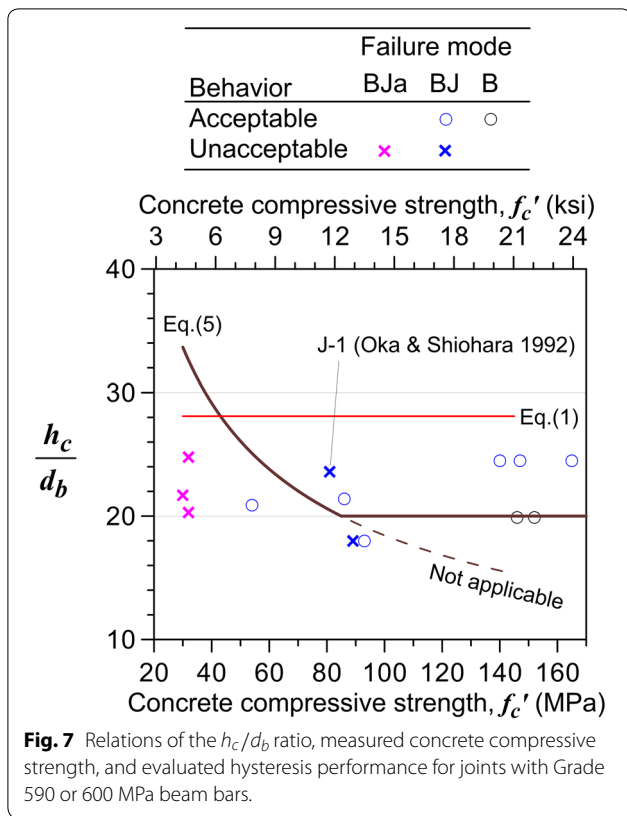 Failure mode
Behavior BJa BJ B
Acceptable
Unacceptable
Concrete compressive strength, fc' (ksi)
3 6 9 12 15 18 21 24
40
Eq.(5)
J-1 (Oka & Shiohara 1992)
30
Eq.(1)
hc
db
20
Not applicable
10
20 40 60 80 100 120 140 160
Concrete compressive strength, fc' (MPa)
Fig. 7 Relations of the hc/db ratio, measured concrete compressive
strength, and evaluated hysteresis performance for joints with Grade
590 or 600 MPa beam bars.